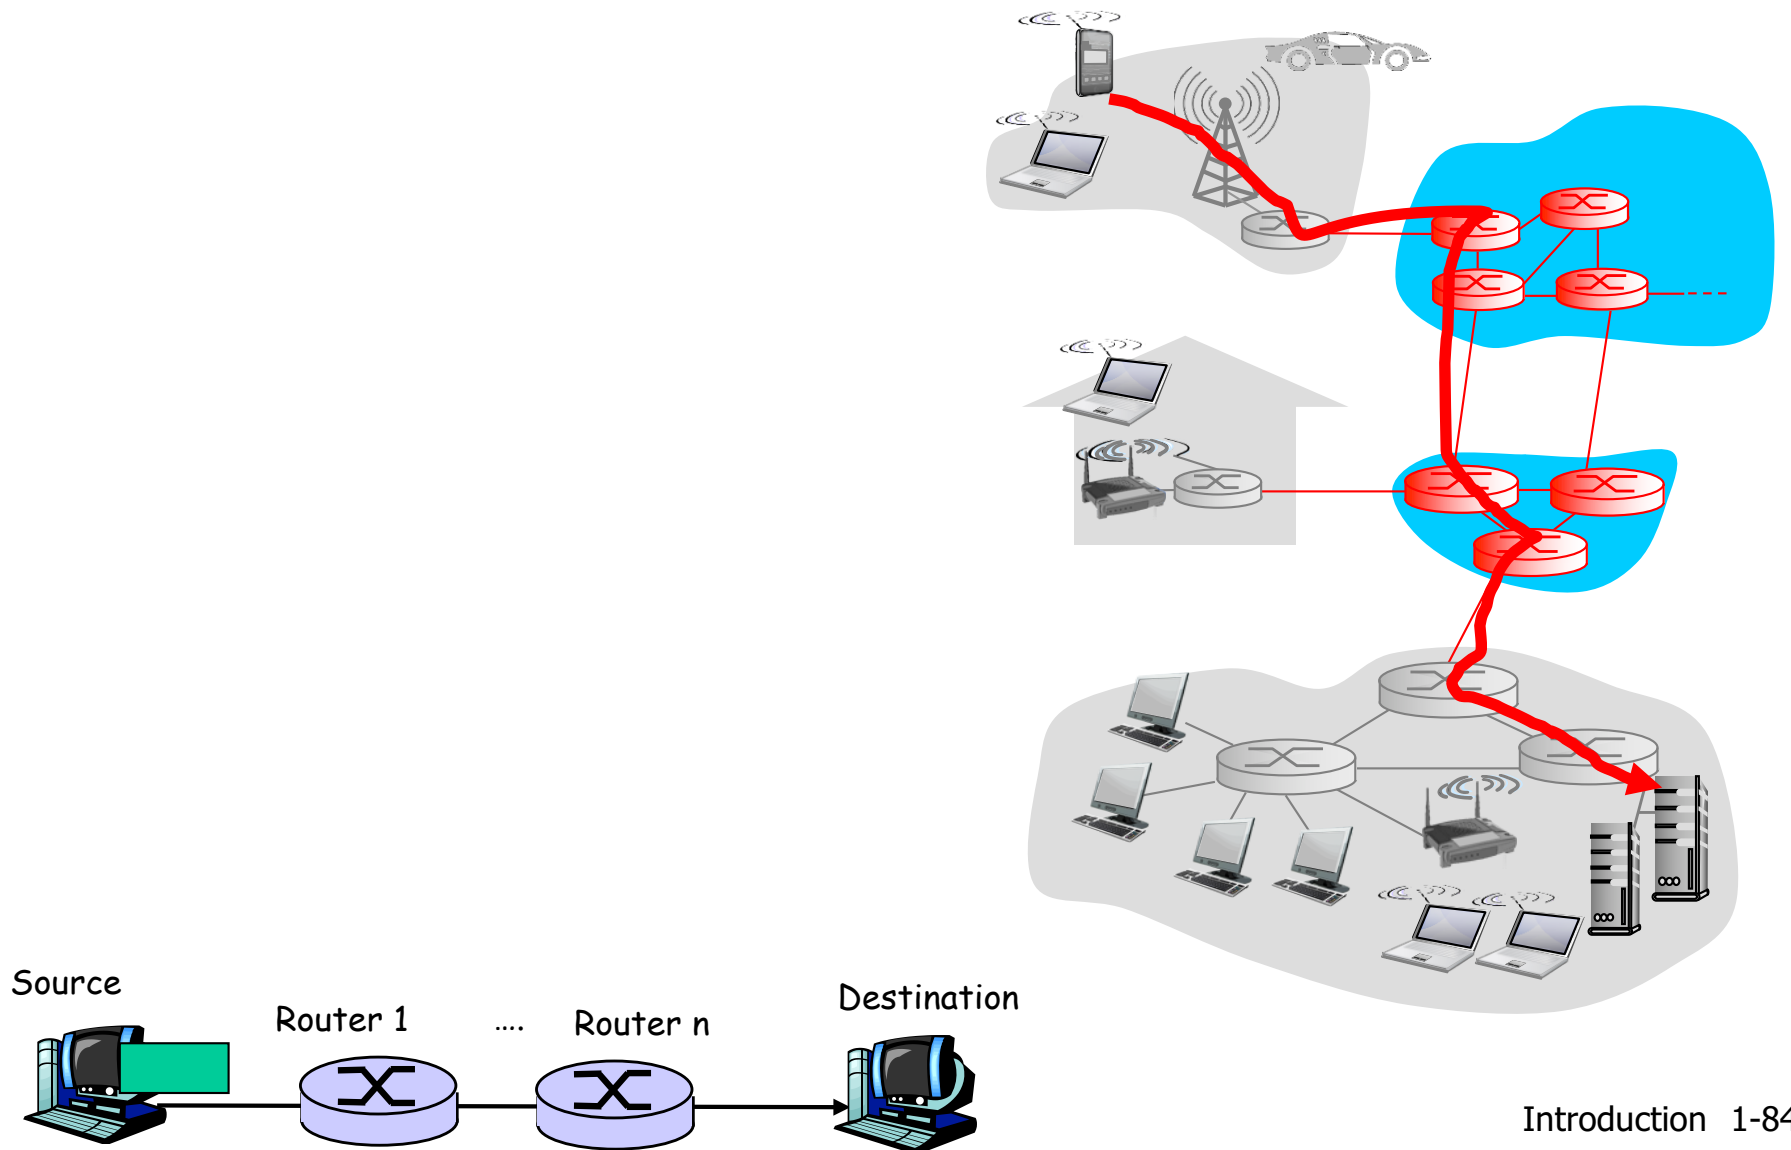 Source
Router 1
....
Router n
Destination
Introduction 1-84